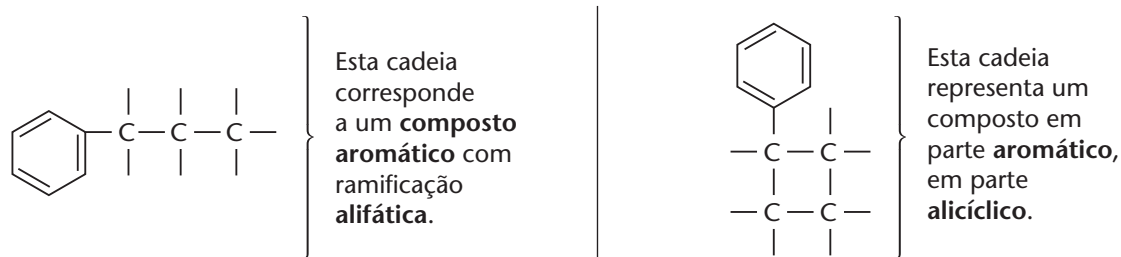 Esta cadeia
corresponde
a um composto
aromático com
ramificação
alifática.
C C C
Esta cadeia
representa um
composto em
parte aromático,
em parte
alicíclico.
C C
C C